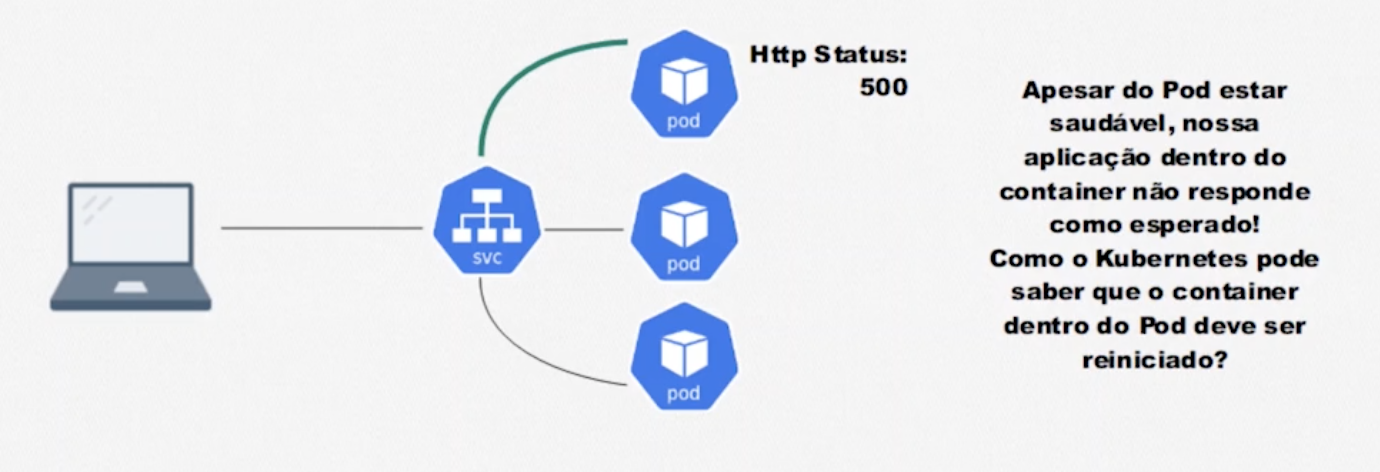 Http Status:
500
pod
svc
pod
pod
Apesar do Pod estar
saudável, nossa
aplicação dentro do
container não responde
como esperado!
Como o Kubernetes pode
saber que o container
dentro do Pod deve ser
reiniciado?